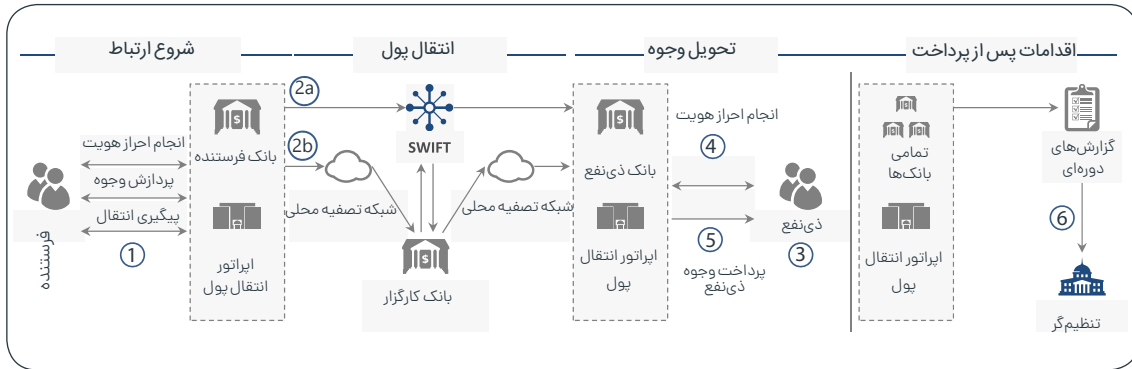 شروع ارتباط
انتقال پول
تحویل وجوه
اقدامات پس از پرداخت
فرستنده
انجام احراز هویت
پردازش وجوه
پیگیری انتقال
1
بانک فرستنده
اپراتور
انتقال پول
2a
2b
SWIFT
شبکه تصفیه محلی
شبکه تصفیه محلی
بانک کارگزار
بانک ذی‌نفع
اپراتور انتقال
پول
انجام احراز هویت
4
5
پرداخت وجوه
ذی‌نفع
ذی‌نفع
3
تمامی
بانک‌ها
اپراتور انتقال
پول
گزارش‌های
دوره‌ای
6
تنظیم‌گر